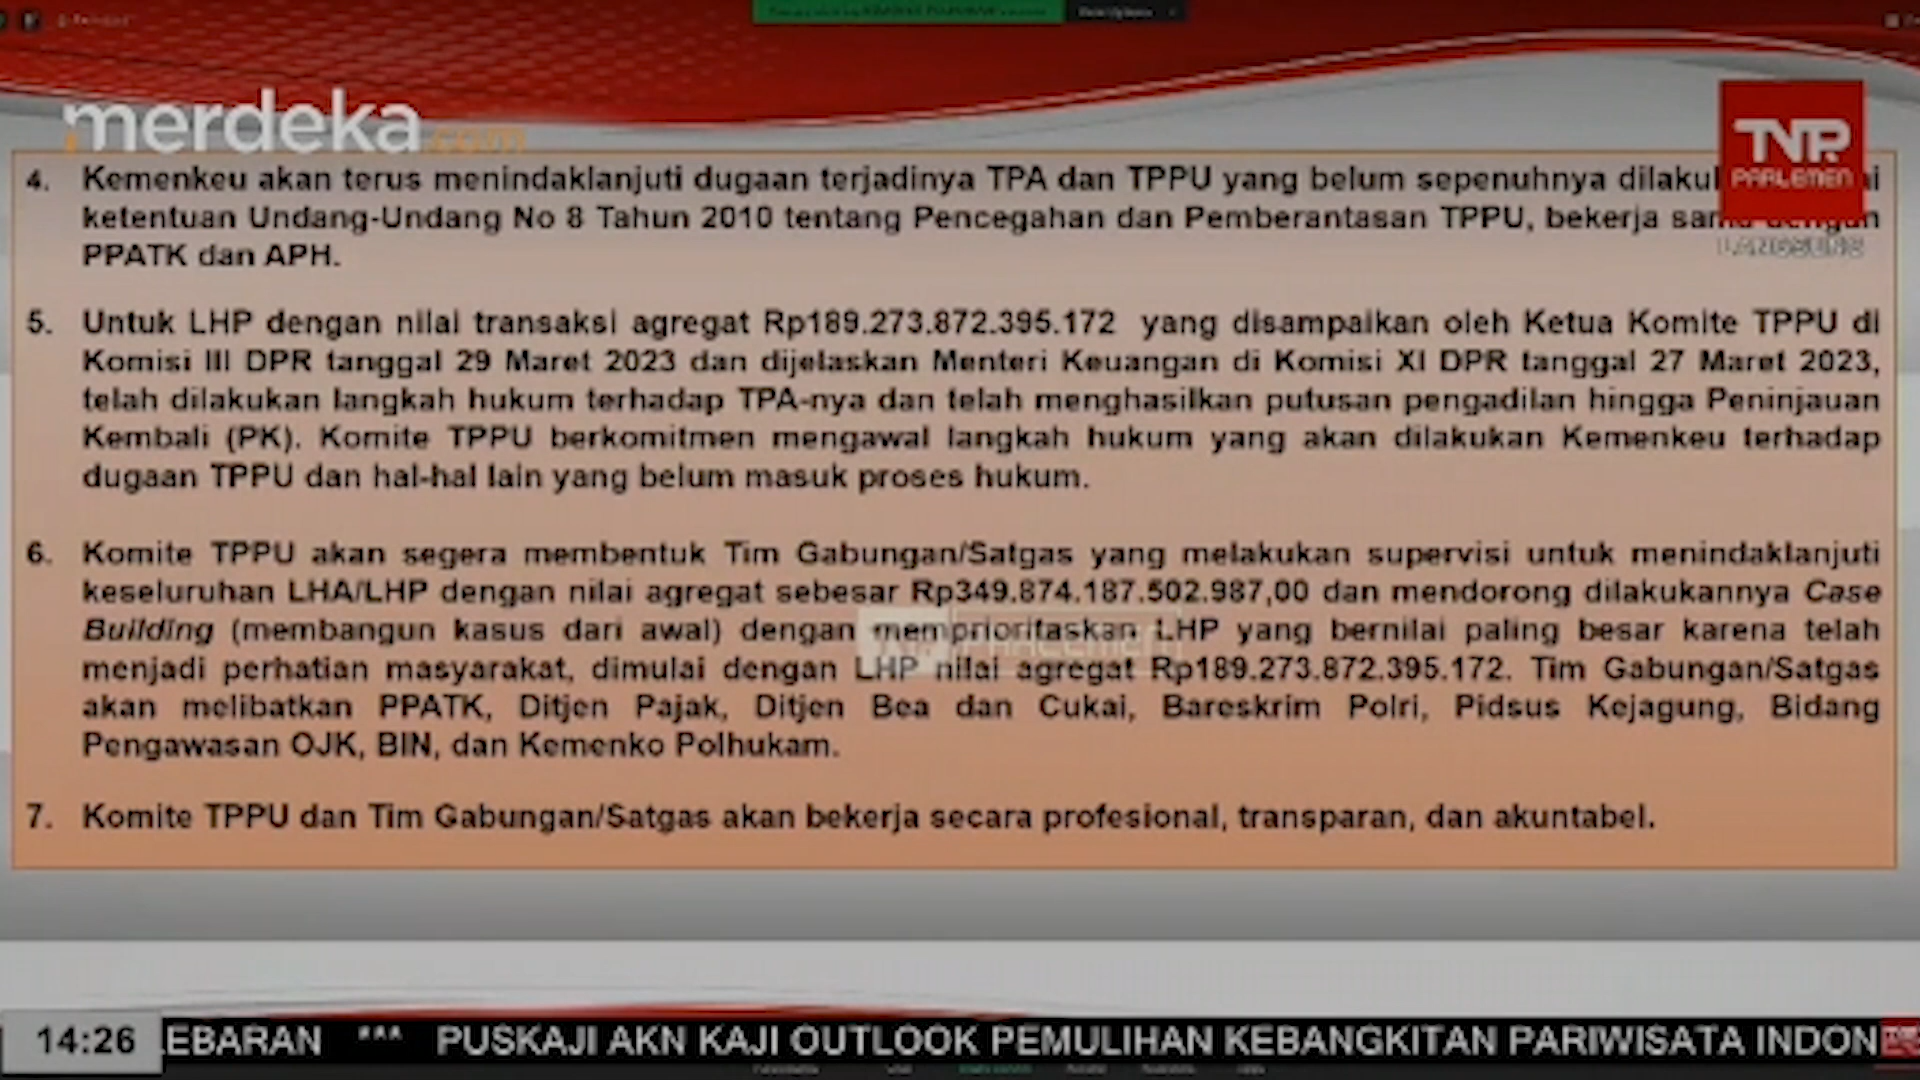 merdeka.com
TVR
PARLEMEN
LANGSUNG
4. Kemenkeu akan terus menindaklanjuti dugaan terjadinya TPA dan TPPU yang belum sepenuhnya
ketentuan Undang-Undang No 8 Tahun 2010 tentang Pencegahan dan Pemberantasan TPPU, bekerja sama dengan
PPATK dan APH.
5. Untuk LHP dengan nilai transaksi agregat Rp189.273.872.395.172 yang disampaikan oleh Ketua Komite TPPU di
Komisi III DPR tanggal 29 Maret 2023 dan dijelaskan Menteri Keuangan di Komisi XI DPR tanggal 27 Maret 2023,
telah dilakukan langkah hukum terhadap TPA-nya dan telah menghasilkan putusan pengadilan hingga Peninjauan
Kembali (PK). Komite TPPU berkomitmen mengawal langkah hukum yang akan dilakukan Kemenkeu terhadap
dugaan TPPU dan hal-hal lain yang belum masuk proses hukum.
6. Komite TPPU akan segera membentuk Tim Gabungan/Satgas yang melakukan supervisi untuk menindaklanjuti
keseluruhan LHA/LHP dengan nilai agregat sebesar Rp349.874.187.502.987,00 dan mendorong dilakukannya Case
Building (membangun kasus dari awal) dengan memprioritaskan LHP yang bernilai paling besar karena telah
menjadi perhatian masyarakat, dimulai dengan LHP nilai agregat Rp189.273.872.395.172. Tim Gabungan/Satgas
akan melibatkan PPATK, Ditjen Pajak, Ditjen Bea dan Cukai, Bareskrim Polri, Pidsus Kejagung, Bidang
Pengawasan OJK, BIN, dan Kemenko Polhukam.
7. Komite TPPU dan Tim Gabungan/Satgas akan bekerja secara profesional, transparan, dan akuntabel.
14:26 LEBARAN *** PUSKAJI AKN KAJI OUTLOOK PEMULIHAN KEBANGKITAN PARIWISATA INDON